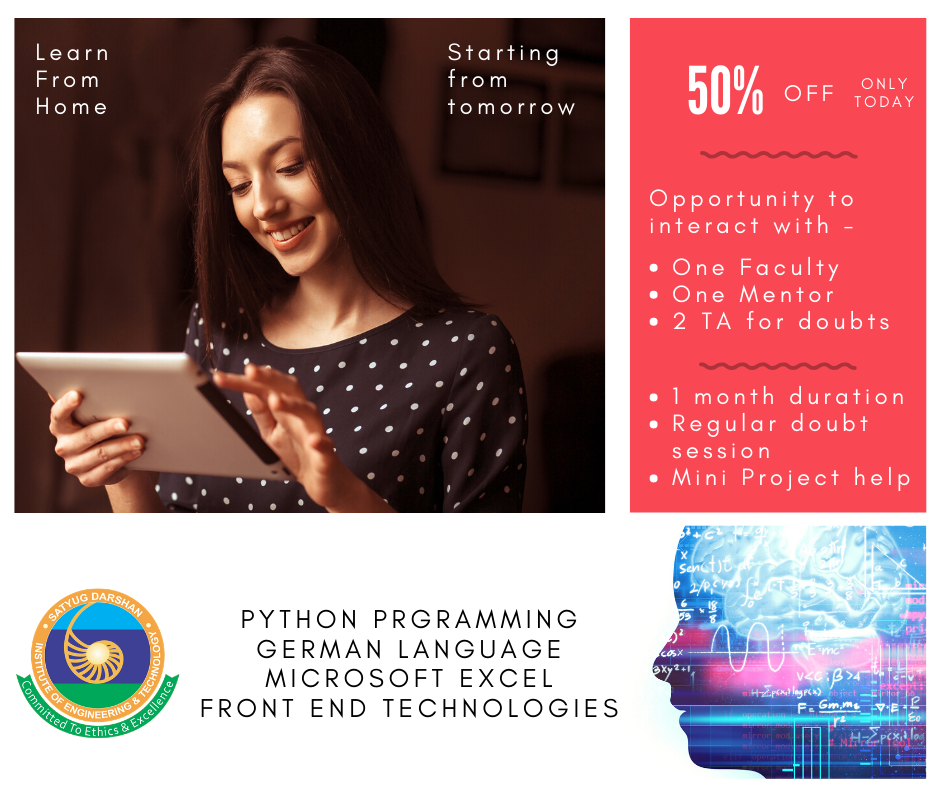 Learn
From
Home
Starting
from
tomorrow
50% OFF ONLY
TODAY
Opportunity to
interact with -
• One Faculty
• One Mentor
• 2 TA for doubts
• 1 month duration
• Regular doubt
session
• Mini Project help
• SATYUG DARSHAN •
INSTITUTE OF ENGINEERING & TECHNOLOGY
Committed To Ethics & Excellence
PYTHON PRGRAMMING
GERMAN LANGUAGE
MICROSOFT EXCEL
FRONT END TECHNOLOGIES